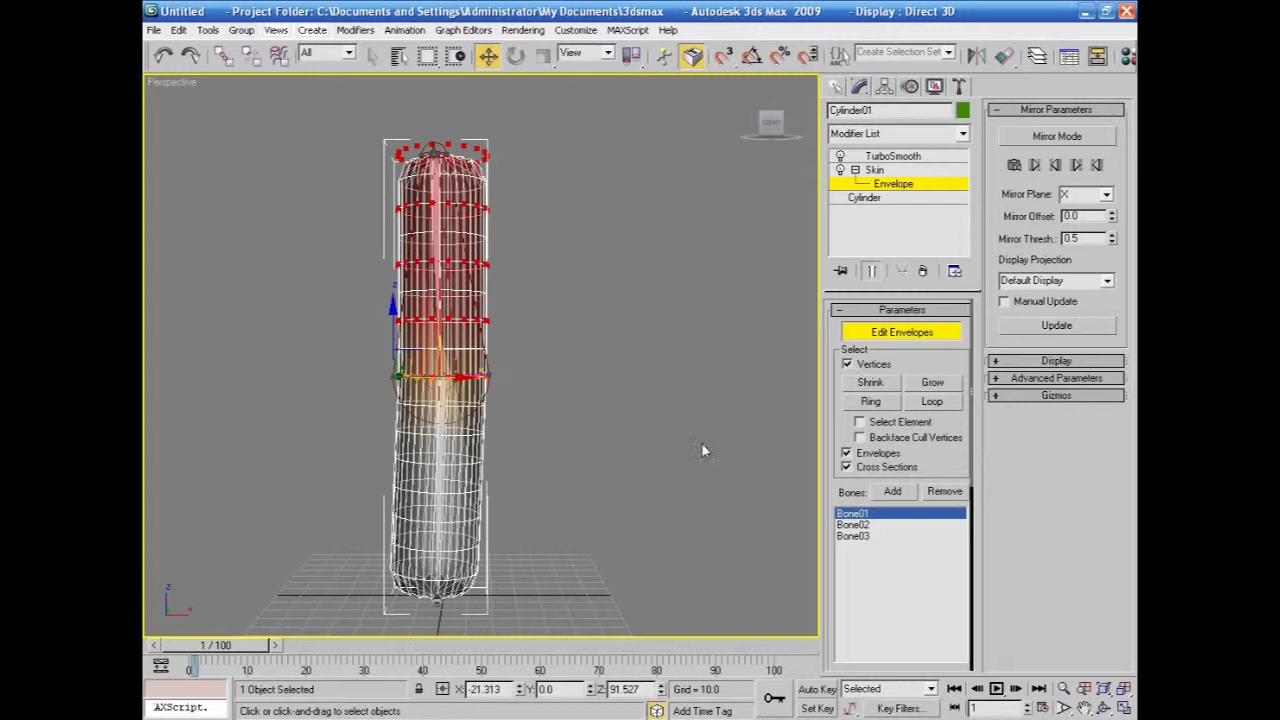 Untitled - Project Folder: C:\Documents and Settings\Administrator\My Documents\3dsmax - Autodesk 3ds Max 2009 - Display : Direct 3D
File Edit Tools Group Views Create Modifiers Animation Graph Editors Rendering Customize MAXScript Help
All View Create Selection Set
Perspective
FRONT
Cylinder01
Modifier List
TurboSmooth
Skin
Envelope
Cylinder
Parameters
Edit Envelopes
Select
Vertices
Shrink Grow
Ring Loop
Select Element
Backface Cull Vertices
Envelopes
Cross Sections
Bones: Add Remove
Bone01
Bone02
Bone03
Mirror Parameters
Mirror Mode
Mirror Plane: X
Mirror Offset: 0.0
Mirror Thresh.: 0.5
Display Projection
Default Display
Manual Update
Update
Display
Advanced Parameters
Gizmos
z
z
x
1 / 100
0 10 20 30 40 50 60 70 80 90 100
1 Object Selected X: -21.313 Y: 0.0 Z: 91.527 Grid = 10.0 Auto Key Selected
AXScript. Click or click-and-drag to select objects Add Time Tag Set Key Key Filters... 1